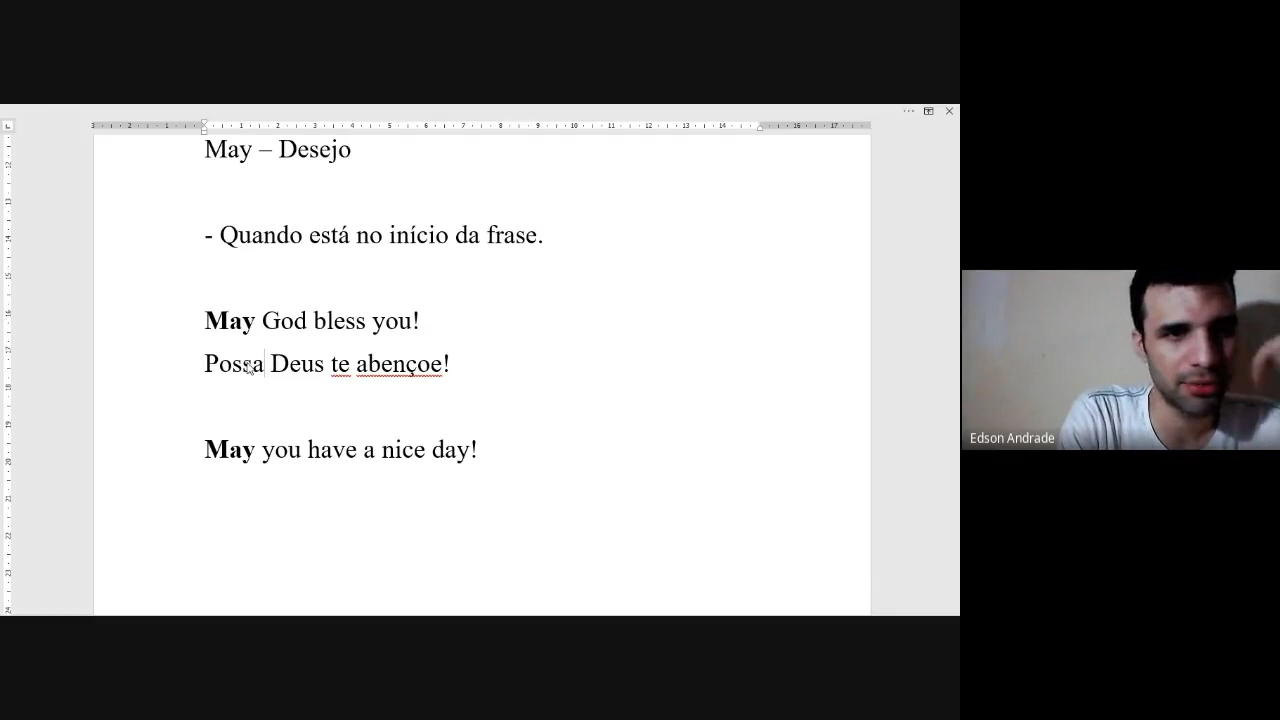 May – Desejo
- Quando está no início da frase.
May God bless you!
Possa Deus te abençoe!
May you have a nice day!
Edson Andrade